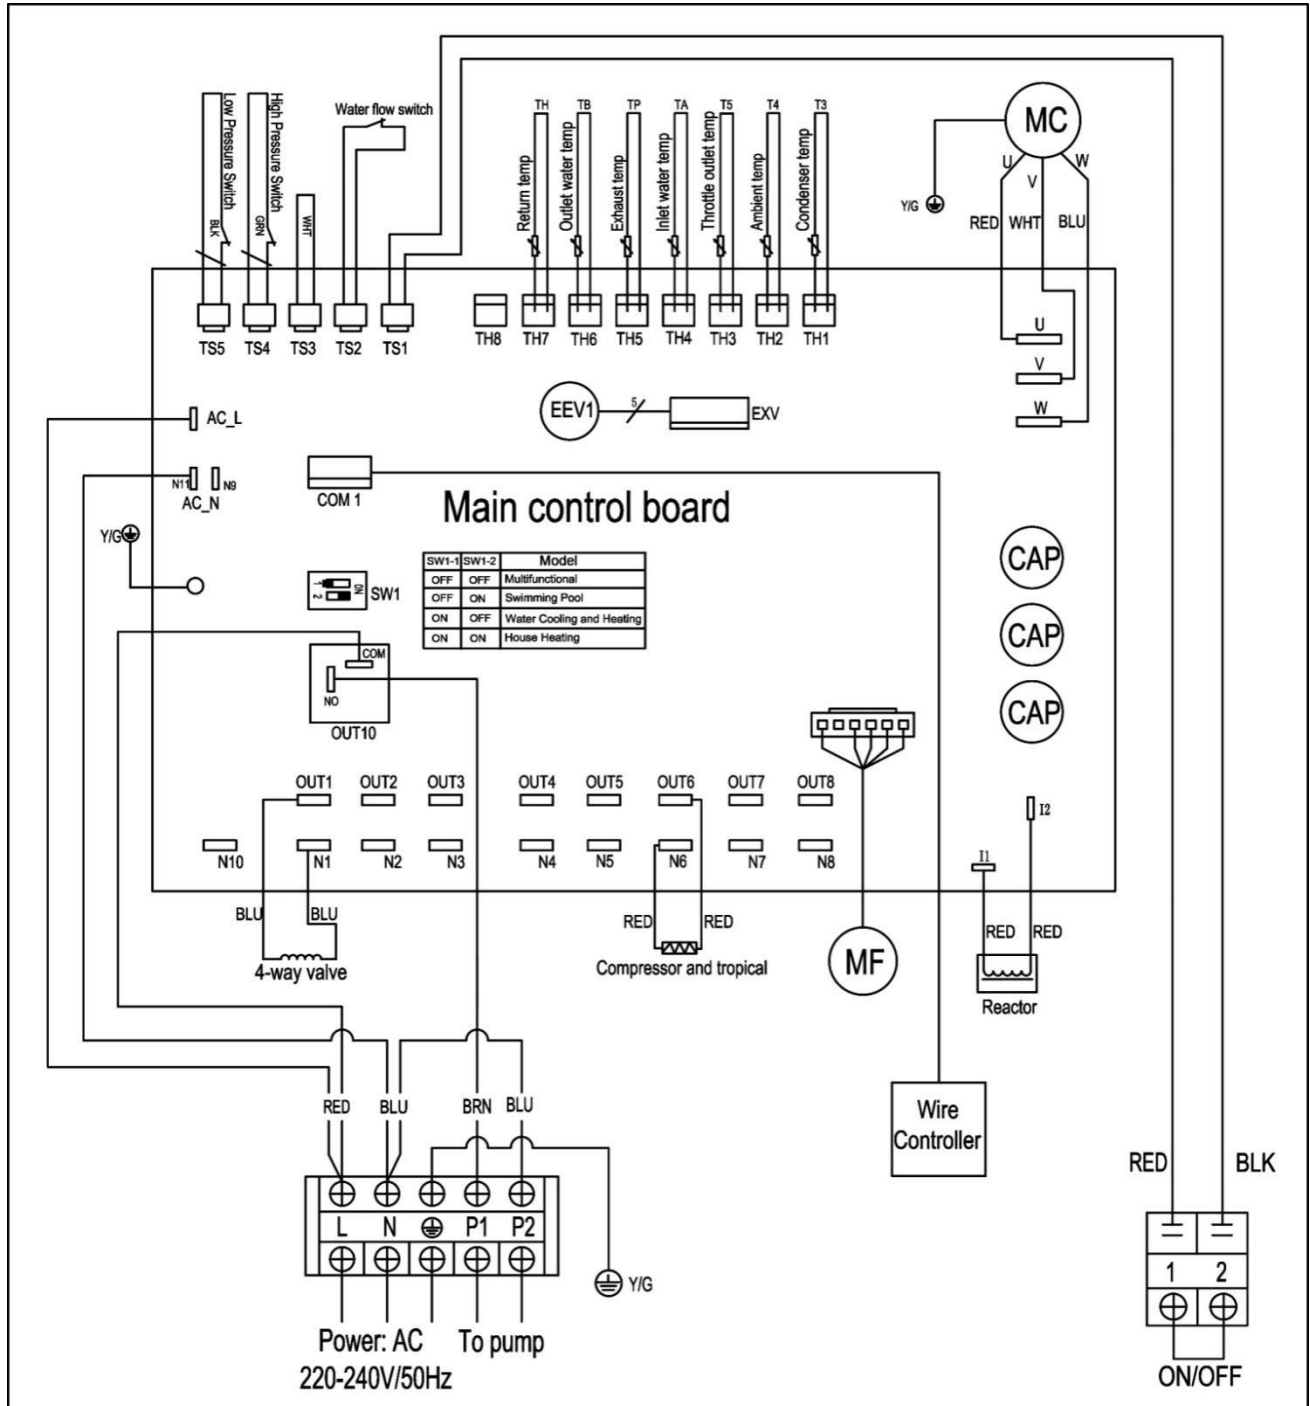 Low Pressure Switch
BLK
High Pressure Switch
GRN
WHT
Water flow switch
TH TB TP TA T5 T4 T3
Return temp
Outlet water temp
Exhaust temp
Inlet water temp
Throttle outlet temp
Ambient temp
Condenser temp
MC
U V W
Y/G
RED WHT BLU
TS5 TS4 TS3 TS2 TS1
TH8 TH7 TH6 TH5 TH4 TH3 TH2 TH1
U
V
W
AC_L
EEV1 5 EXV
N11 N9
AC_N
COM 1
Main control board
Y/G
CAP
SW1-1 SW1-2 Model
OFF OFF Multifunctional
OFF ON Swimming Pool
ON OFF Water Cooling and Heating
ON ON House Heating
1 2 ON SW1
CAP
COM
NO
OUT10
CAP
OUT1 OUT2 OUT3 OUT4 OUT5 OUT6 OUT7 OUT8
I2
N10 N1 N2 N3 N4 N5 N6 N7 N8
I1
BLU BLU
4-way valve
RED RED
Compressor and tropical
MF
RED RED
Reactor
RED BLU BRN BLU
Wire
Controller
RED BLK
L N P1 P2
Y/G
1 2
Power: AC
220-240V/50Hz
To pump
ON/OFF